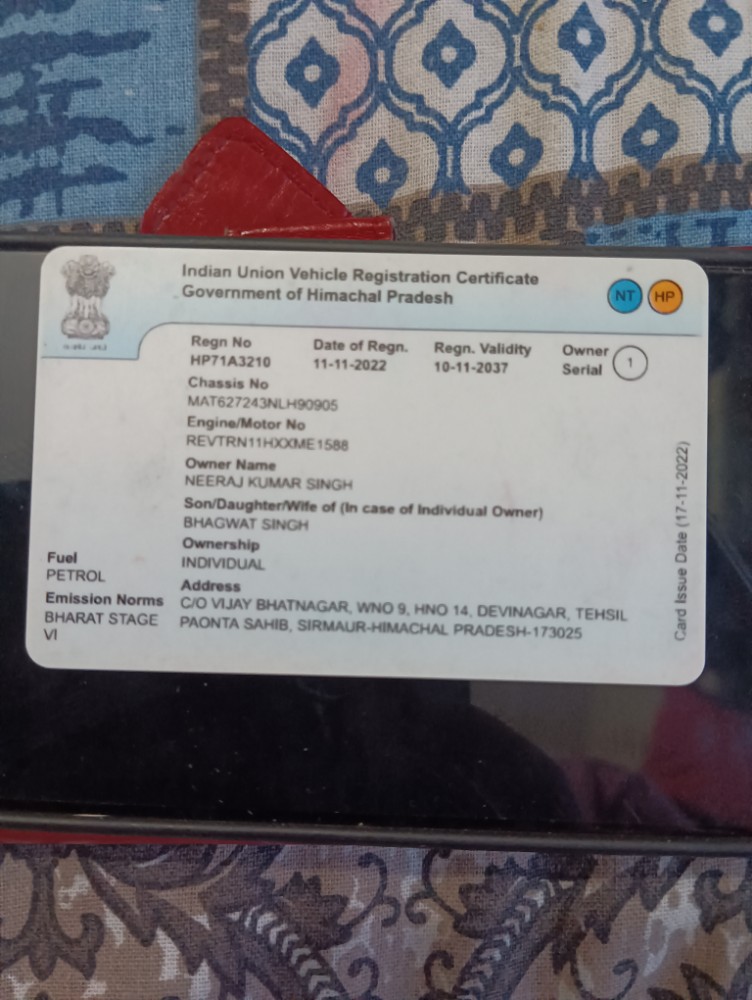 Indian Union Vehicle Registration Certificate
Government of Himachal Pradesh
NT HP
Regn No Date of Regn. Regn. Validity Owner Serial 1
HP71A3210 11-11-2022 10-11-2037
Chassis No
MAT627243NLH90905
Engine/Motor No
REVTRN11HXXME1588
Owner Name
NEERAJ KUMAR SINGH
Son/Daughter/Wife of (In case of Individual Owner)
BHAGWAT SINGH
Ownership
INDIVIDUAL
Address
C/O VIJAY BHATNAGAR, WNO 9, HNO 14, DEVINAGAR, TEHSIL
PAONTA SAHIB, SIRMAUR-HIMACHAL PRADESH-173025
Fuel
PETROL
Emission Norms
BHARAT STAGE
VI
Card Issue Date (17-11-2022)